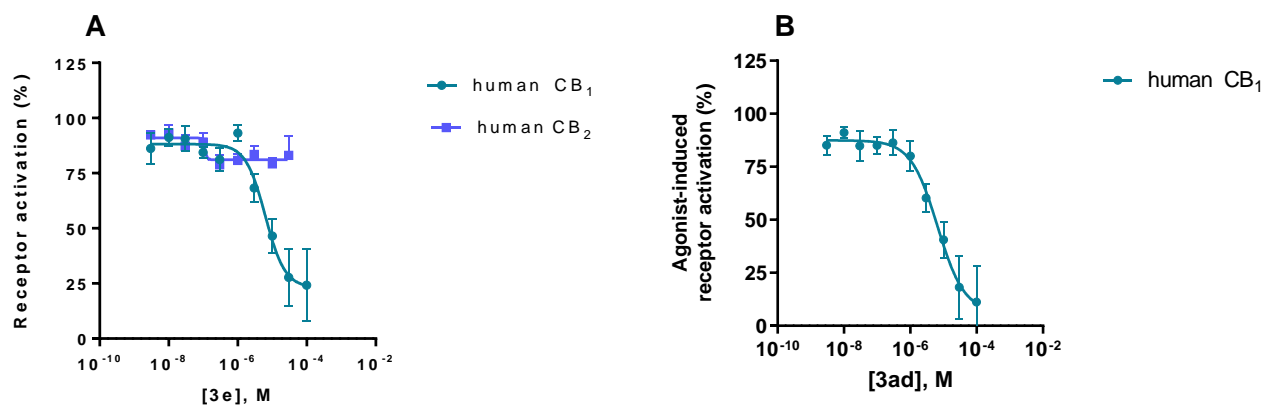 A
Receptor activation (%)
125
100
75
50
25
0
10⁻¹⁰
10⁻⁸
10⁻⁶
10⁻⁴
10⁻²
[3e], M
human CB₁
human CB₂
B
Agonist-induced
receptor activation (%)
125
100
75
50
25
0
10⁻¹⁰
10⁻⁸
10⁻⁶
10⁻⁴
10⁻²
[3ad], M
human CB₁